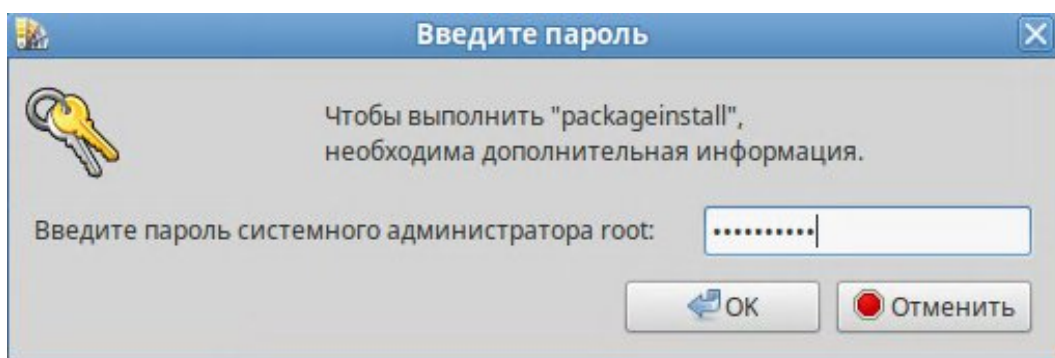 Введите пароль
Чтобы выполнить "packageinstall",
необходима дополнительная информация.
Введите пароль системного администратора root: ••••••••••
OK
Отменить